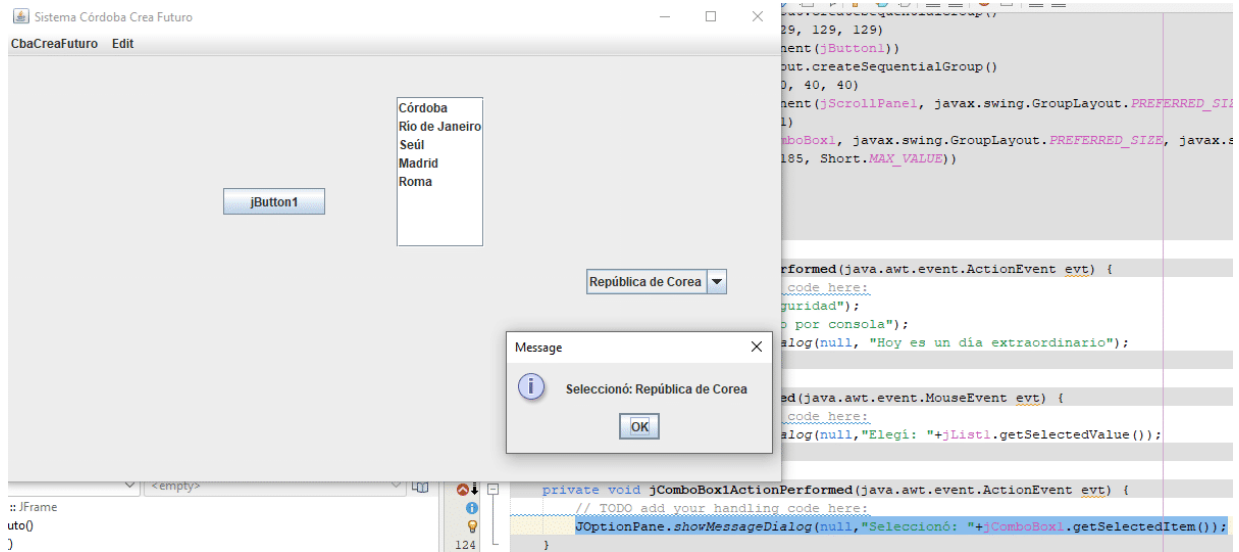 Sistema Córdoba Crea Futuro
CbaCreaFuturo Edit
Córdoba
Río de Janeiro
Seúl
Madrid
Roma
jButton1
República de Corea
Message
Seleccionó: República de Corea
OK
29, 129, 129)
nent(jButton1))
out.createSequentialGroup()
0, 40, 40)
nent(jScrollPane1, javax.swing.GroupLayout.PREFERRED_SIZ
1)
mboBox1, javax.swing.GroupLayout.PREFERRED_SIZE, javax.s
185, Short.MAX_VALUE))
rformed(java.awt.event.ActionEvent evt) {
code here:
guridad");
o por consola");
alog(null, "Hoy es un día extraordinario");
ed(java.awt.event.MouseEvent evt) {
code here:
alog(null,"Elegí: "+jList1.getSelectedValue());
<empty>
:: JFrame
uto()
)
private void jComboBox1ActionPerformed(java.awt.event.ActionEvent evt) {
// TODO add your handling code here:
JOptionPane.showMessageDialog(null,"Seleccionó: "+jComboBox1.getSelectedItem());
124 }